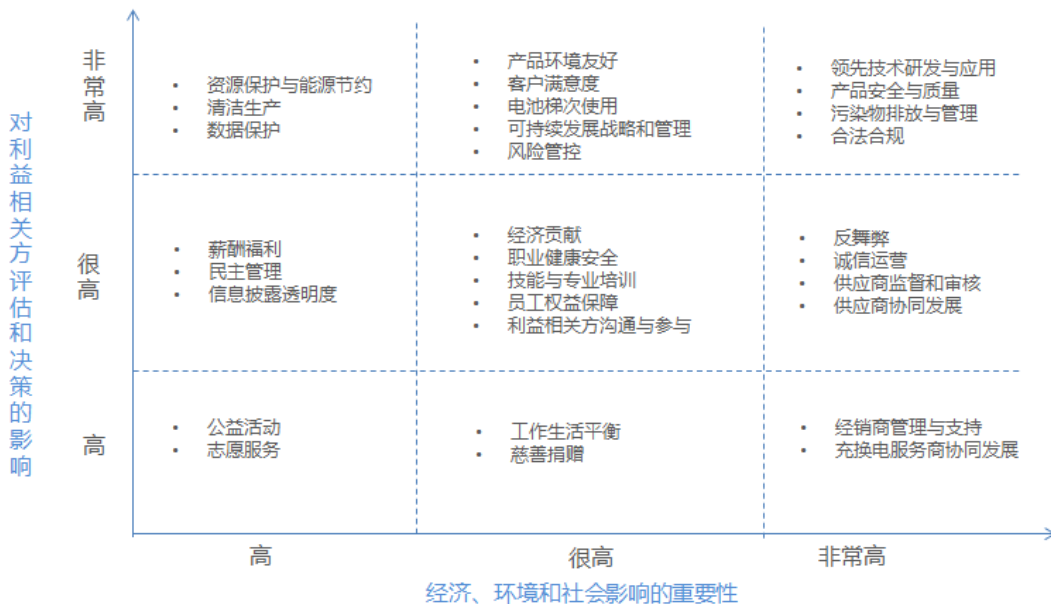 对利益相关方评估和决策的影响
非常高
• 资源保护与能源节约
• 清洁生产
• 数据保护
• 产品环境友好
• 客户满意度
• 电池梯次使用
• 可持续发展战略和管理
• 风险管控
• 领先技术研发与应用
• 产品安全与质量
• 污染物排放与管理
• 合法合规
很高
• 薪酬福利
• 民主管理
• 信息披露透明度
• 经济贡献
• 职业健康安全
• 技能与专业培训
• 员工权益保障
• 利益相关方沟通与参与
• 反舞弊
• 诚信运营
• 供应商监督和审核
• 供应商协同发展
高
• 公益活动
• 志愿服务
• 工作生活平衡
• 慈善捐赠
• 经销商管理与支持
• 充换电服务商协同发展
高
很高
非常高
经济、环境和社会影响的重要性